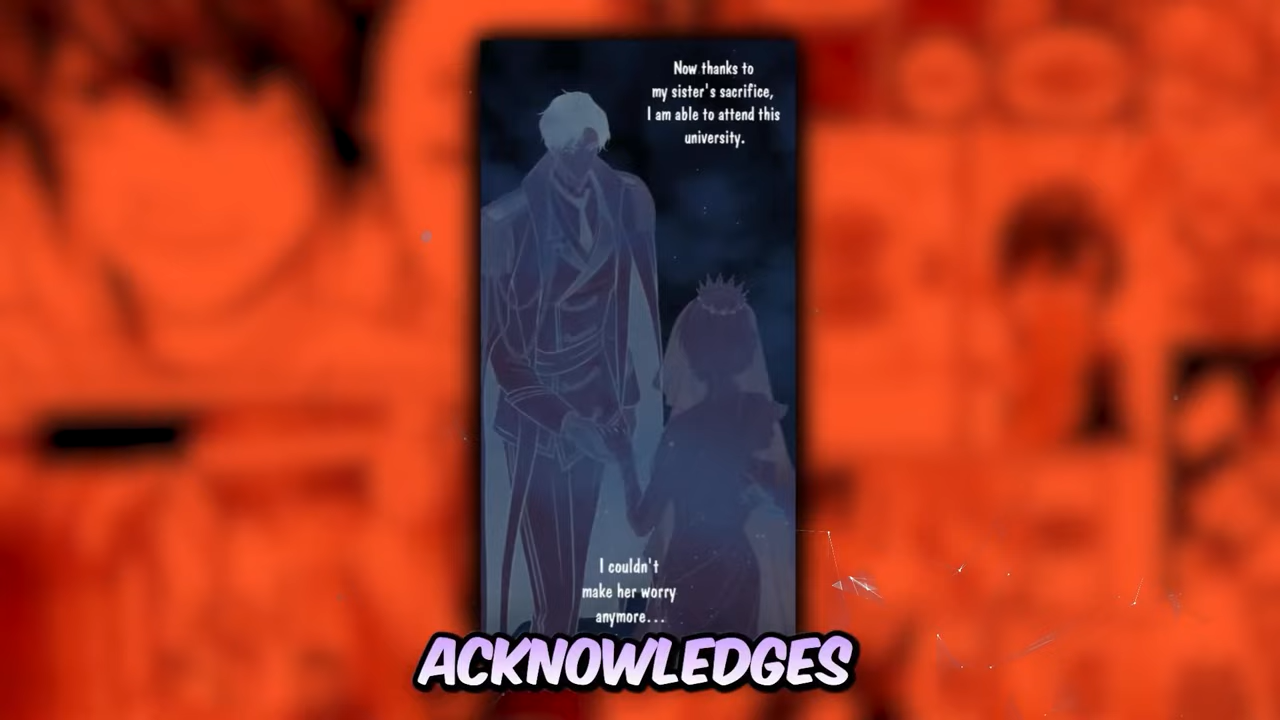 Now thanks to
my sister's sacrifice,
I am able to attend this
university.
I couldn't
make her worry
anymore...
ACKNOWLEDGES